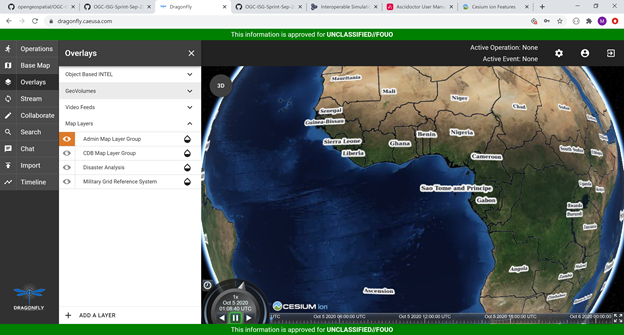 opengeospatial/OGC-I
OGC-ISG-Sprint-Sep-2
Dragonfly
OGC-ISG-Sprint-Sep-2
Interoperable Simulati
Asciidoctor User Manu
Cesium ion Features
dragonfly.caeusa.com
This information is approved for UNCLASSIFIED//FOUO
Operations
Base Map
Overlays
Stream
Collaborate
Search
Chat
Import
Timeline
DRAGONFLY
Overlays
Object Based INTEL
GeoVolumes
Video Feeds
Map Layers
Admin Map Layer Group
CDB Map Layer Group
Disaster Analysis
Military Grid Reference System
+ ADD A LAYER
Active Operation: None
Active Event: None
3D
Mauritania
Mali
Niger
Chad
Senegal
Guinea-Bissau
Sierra Leone
Liberia
Ghana
Benin
Nigeria
Cameroon
South Sudan
Sao Tome and Principe
Gabon
Uganda
Rwanda
Burundi
Angola
Zambia
Ascension
1x
Oct 5 2020
01:08:40 UTC
CESIUM ion
UTC
Oct 5 2020 06:00:00 UTC
Oct 5 2020 12:00:00 UTC
Oct 5 2020 18:00:00 UTC
Oct 6 2020 00:00:00
This information is approved for UNCLASSIFIED//FOUO